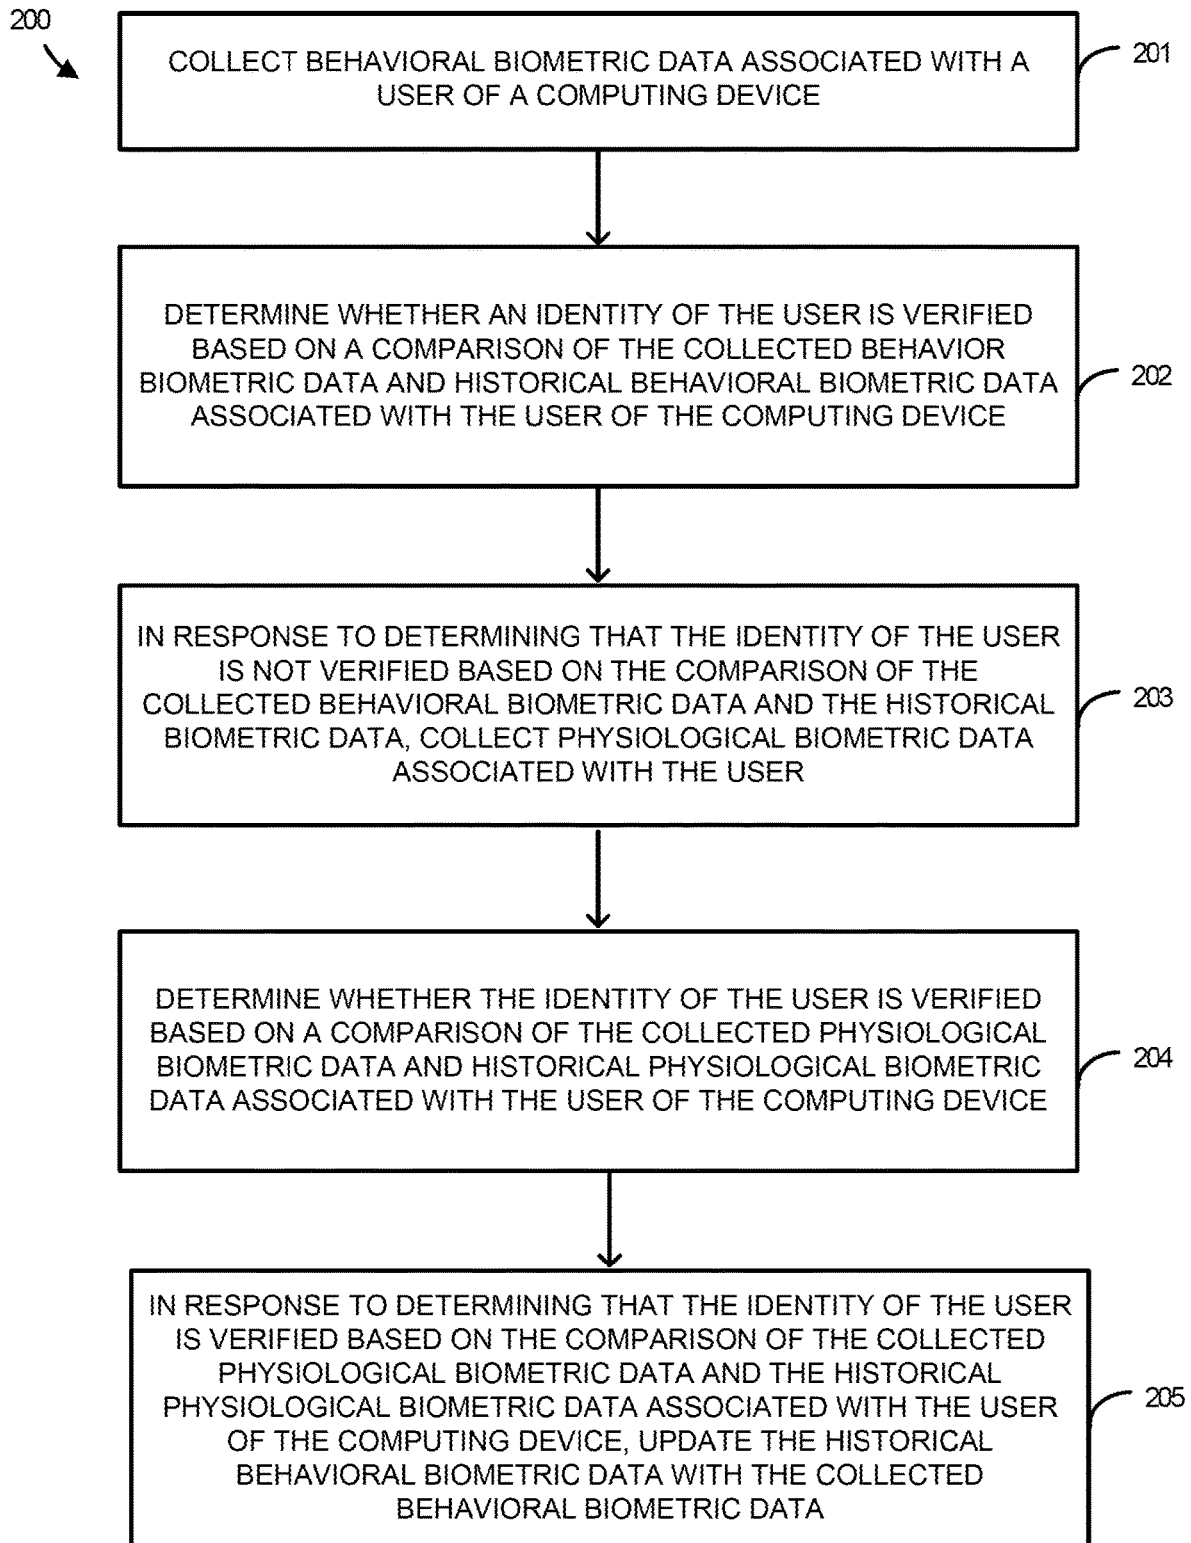 200
COLLECT BEHAVIORAL BIOMETRIC DATA ASSOCIATED WITH A
USER OF A COMPUTING DEVICE
201
DETERMINE WHETHER AN IDENTITY OF THE USER IS VERIFIED
BASED ON A COMPARISON OF THE COLLECTED BEHAVIOR
BIOMETRIC DATA AND HISTORICAL BEHAVIORAL BIOMETRIC DATA
ASSOCIATED WITH THE USER OF THE COMPUTING DEVICE
202
IN RESPONSE TO DETERMINING THAT THE IDENTITY OF THE USER
IS NOT VERIFIED BASED ON THE COMPARISON OF THE
COLLECTED BEHAVIORAL BIOMETRIC DATA AND THE HISTORICAL
BIOMETRIC DATA, COLLECT PHYSIOLOGICAL BIOMETRIC DATA
ASSOCIATED WITH THE USER
203
DETERMINE WHETHER THE IDENTITY OF THE USER IS VERIFIED
BASED ON A COMPARISON OF THE COLLECTED PHYSIOLOGICAL
BIOMETRIC DATA AND HISTORICAL PHYSIOLOGICAL BIOMETRIC
DATA ASSOCIATED WITH THE USER OF THE COMPUTING DEVICE
204
IN RESPONSE TO DETERMINING THAT THE IDENTITY OF THE USER
IS VERIFIED BASED ON THE COMPARISON OF THE COLLECTED
PHYSIOLOGICAL BIOMETRIC DATA AND THE HISTORICAL
PHYSIOLOGICAL BIOMETRIC DATA ASSOCIATED WITH THE USER
OF THE COMPUTING DEVICE, UPDATE THE HISTORICAL
BEHAVIORAL BIOMETRIC DATA WITH THE COLLECTED
BEHAVIORAL BIOMETRIC DATA
205